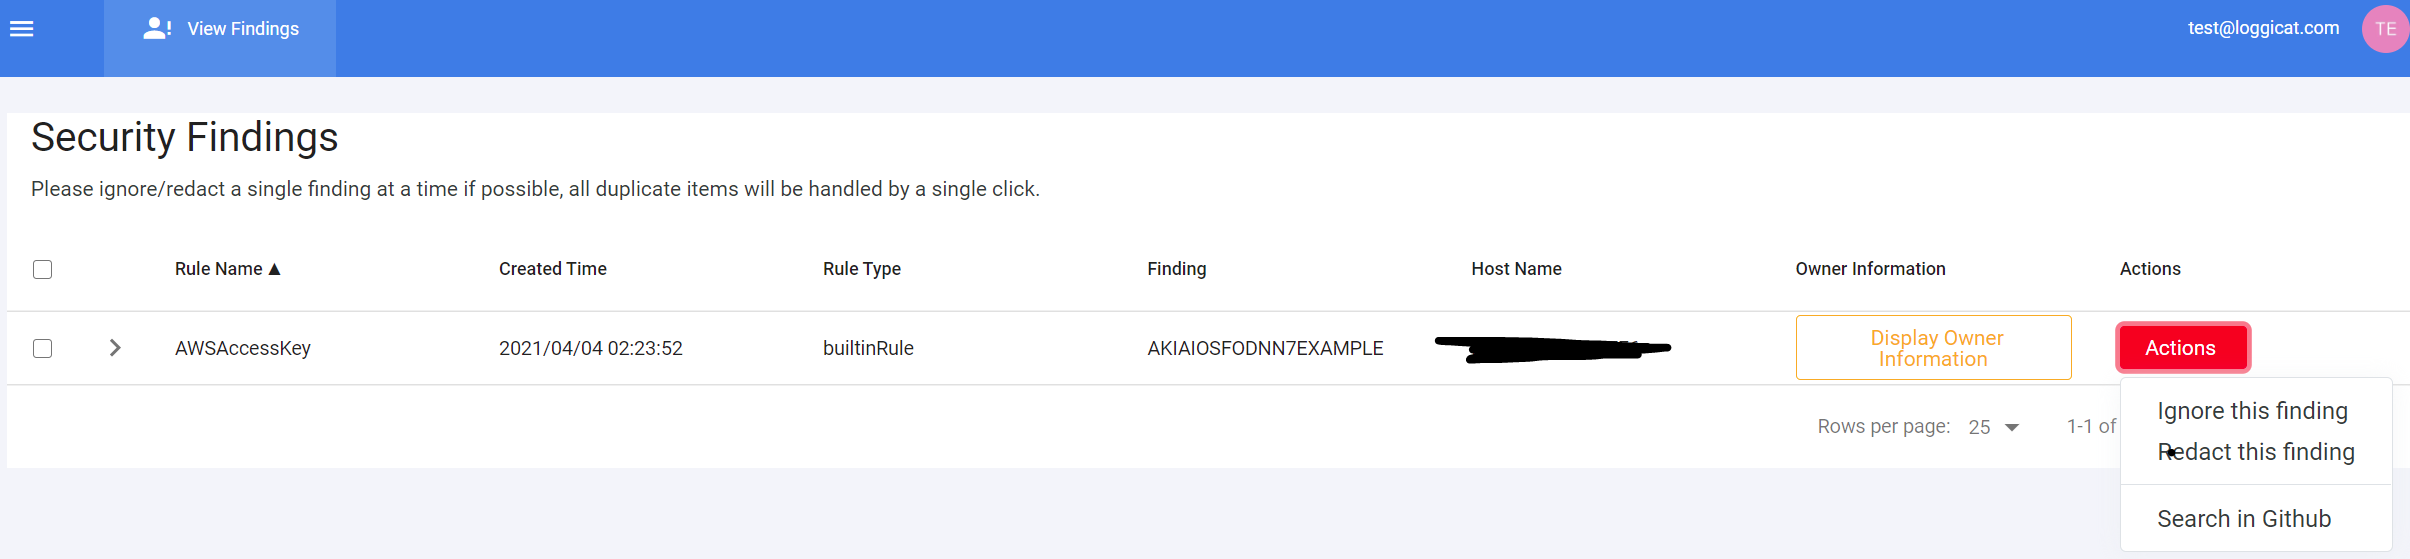 View Findings
test@loggicat.com
TE
Security Findings
Please ignore/redact a single finding at a time if possible, all duplicate items will be handled by a single click.
Rule Name ▲ Created Time Rule Type Finding Host Name Owner Information Actions
AWSAccessKey 2021/04/04 02:23:52 builtinRule AKIAIOSFODNN7EXAMPLE Display Owner Information Actions
Rows per page: 25 1-1 of
Ignore this finding
Redact this finding
Search in Github